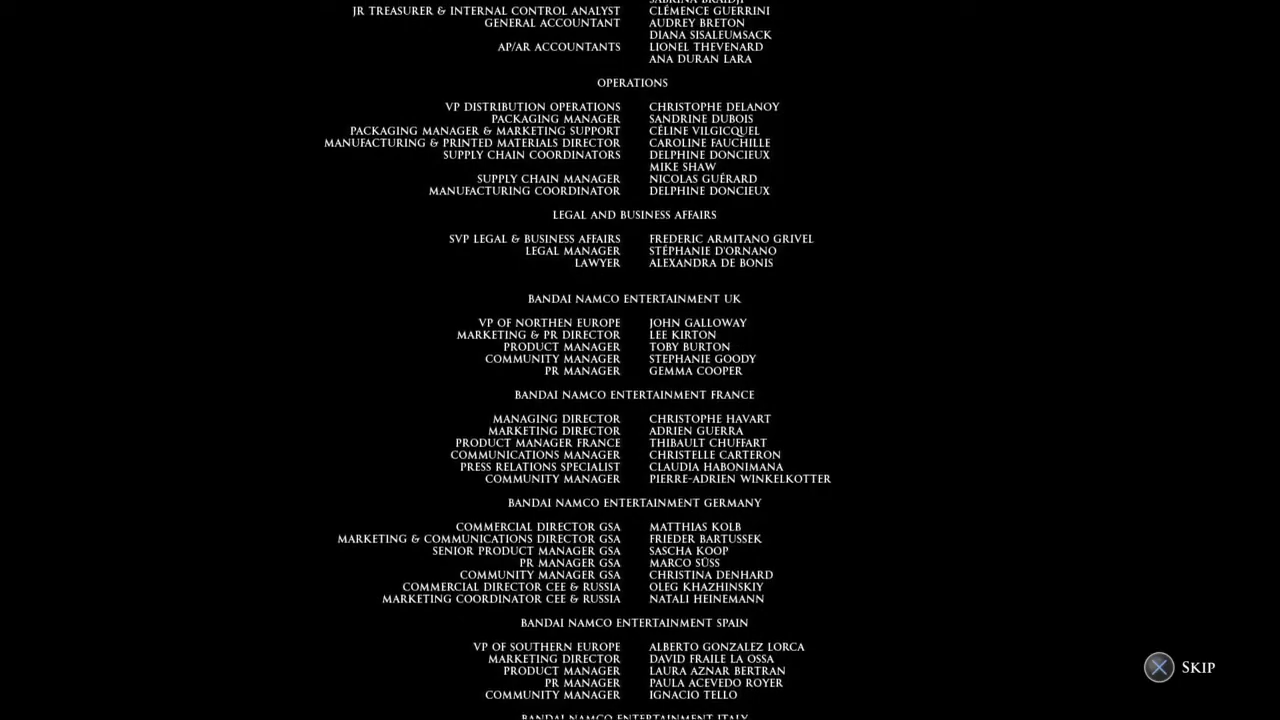 SABRINA BRAIDJI
JR TREASURER & INTERNAL CONTROL ANALYST CLÉMENCE GUERRINI
GENERAL ACCOUNTANT AUDREY BRETON
DIANA SISALEUMSACK
AP/AR ACCOUNTANTS LIONEL THEVENARD
ANA DURAN LARA
OPERATIONS
VP DISTRIBUTION OPERATIONS CHRISTOPHE DELANOY
PACKAGING MANAGER SANDRINE DUBOIS
PACKAGING MANAGER & MARKETING SUPPORT CÉLINE VILGICQUEL
MANUFACTURING & PRINTED MATERIALS DIRECTOR CAROLINE FAUCHILLE
SUPPLY CHAIN COORDINATORS DELPHINE DONCIEUX
MIKE SHAW
SUPPLY CHAIN MANAGER NICOLAS GUÉRARD
MANUFACTURING COORDINATOR DELPHINE DONCIEUX
LEGAL AND BUSINESS AFFAIRS
SVP LEGAL & BUSINESS AFFAIRS FREDERIC ARMITANO GRIVEL
LEGAL MANAGER STÉPHANIE D'ORNANO
LAWYER ALEXANDRA DE BONIS
BANDAI NAMCO ENTERTAINMENT UK
VP OF NORTHEN EUROPE JOHN GALLOWAY
MARKETING & PR DIRECTOR LEE KIRTON
PRODUCT MANAGER TOBY BURTON
COMMUNITY MANAGER STEPHANIE GOODY
PR MANAGER GEMMA COOPER
BANDAI NAMCO ENTERTAINMENT FRANCE
MANAGING DIRECTOR CHRISTOPHE HAVART
MARKETING DIRECTOR ADRIEN GUERRA
PRODUCT MANAGER FRANCE THIBAULT CHUFFART
COMMUNICATIONS MANAGER CHRISTELLE CARTERON
PRESS RELATIONS SPECIALIST CLAUDIA HABONIMANA
COMMUNITY MANAGER PIERRE-ADRIEN WINKELKOTTER
BANDAI NAMCO ENTERTAINMENT GERMANY
COMMERCIAL DIRECTOR GSA MATTHIAS KOLB
MARKETING & COMMUNICATIONS DIRECTOR GSA FRIEDER BARTUSSEK
SENIOR PRODUCT MANAGER GSA SASCHA KOOP
PR MANAGER GSA MARCO SÜSS
COMMUNITY MANAGER GSA CHRISTINA DENHARD
COMMERCIAL DIRECTOR CEE & RUSSIA OLEG KHAZHINSKIY
MARKETING COORDINATOR CEE & RUSSIA NATALI HEINEMANN
BANDAI NAMCO ENTERTAINMENT SPAIN
VP OF SOUTHERN EUROPE ALBERTO GONZALEZ LORCA
MARKETING DIRECTOR DAVID FRAILE LA OSSA
PRODUCT MANAGER LAURA AZNAR BERTRAN
PR MANAGER PAULA ACEVEDO ROYER
COMMUNITY MANAGER IGNACIO TELLO
BANDAI NAMCO ENTERTAINMENT ITALY
SKIP